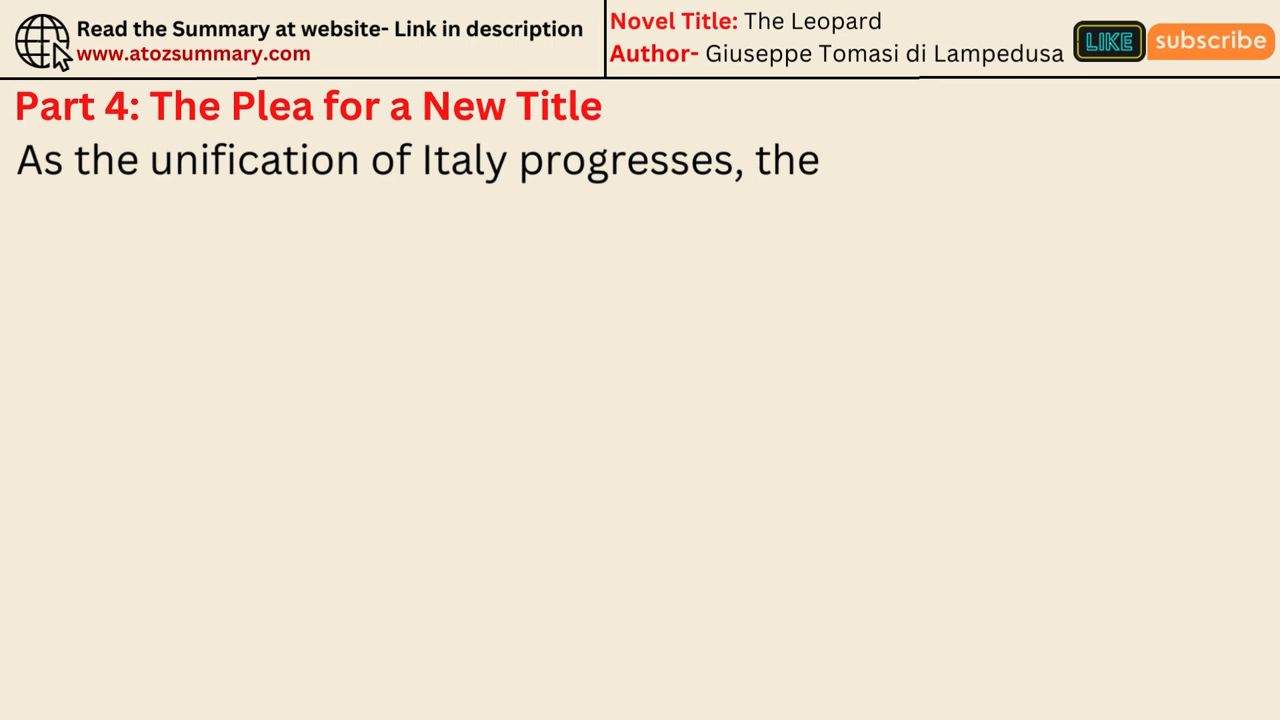 Read the Summary at website- Link in description
www.atozsummary.com
Novel Title: The Leopard
Author- Giuseppe Tomasi di Lampedusa
LIKE
subscribe
Part 4: The Plea for a New Title
As the unification of Italy progresses, the